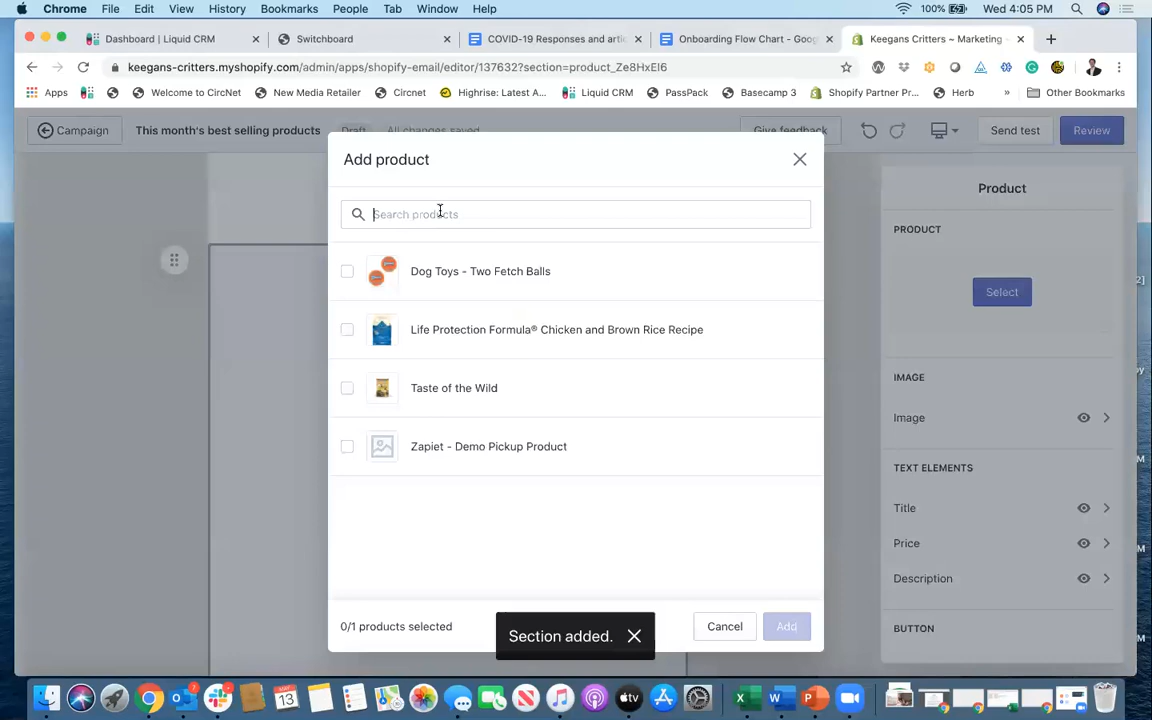 Chrome File Edit View History Bookmarks People Tab Window Help 100% Wed 4:05 PM
Dashboard | Liquid CRM Switchboard COVID-19 Responses and artic Onboarding Flow Chart - Goog Keegans Critters ~ Marketing
keegans-critters.myshopify.com/admin/apps/shopify-email/editor/137632?section=product_Ze8HxEI6
Apps Welcome to CircNet New Media Retailer Circnet Highrise: Latest A... Liquid CRM PassPack Basecamp 3 Shopify Partner Pr... Herb » Other Bookmarks
Campaign This month's best selling products Draft All changes saved Give feedback Send test Review
Add product
Search products
Dog Toys - Two Fetch Balls
Life Protection Formula® Chicken and Brown Rice Recipe
Taste of the Wild
Zapiet - Demo Pickup Product
0/1 products selected
Section added.
Cancel Add
Product
PRODUCT
Select
IMAGE
Image
TEXT ELEMENTS
Title
Price
Description
BUTTON